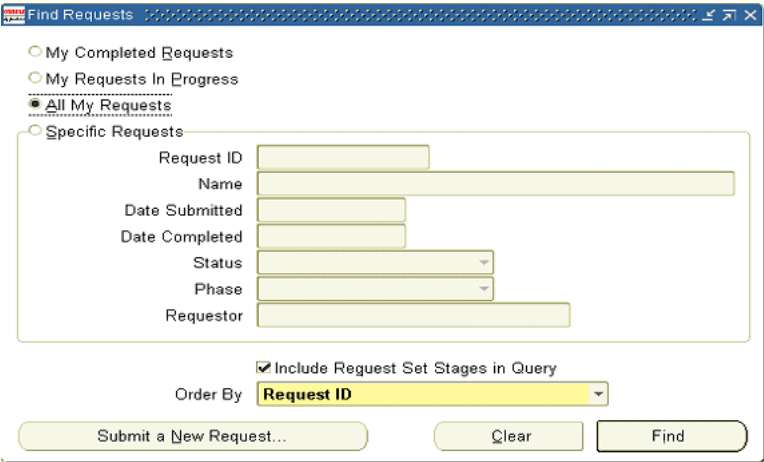 Find Requests
My Completed Requests
My Requests In Progress
All My Requests
Specific Requests
Request ID
Name
Date Submitted
Date Completed
Status
Phase
Requestor
Include Request Set Stages in Query
Order By Request ID
Submit a New Request... Clear Find